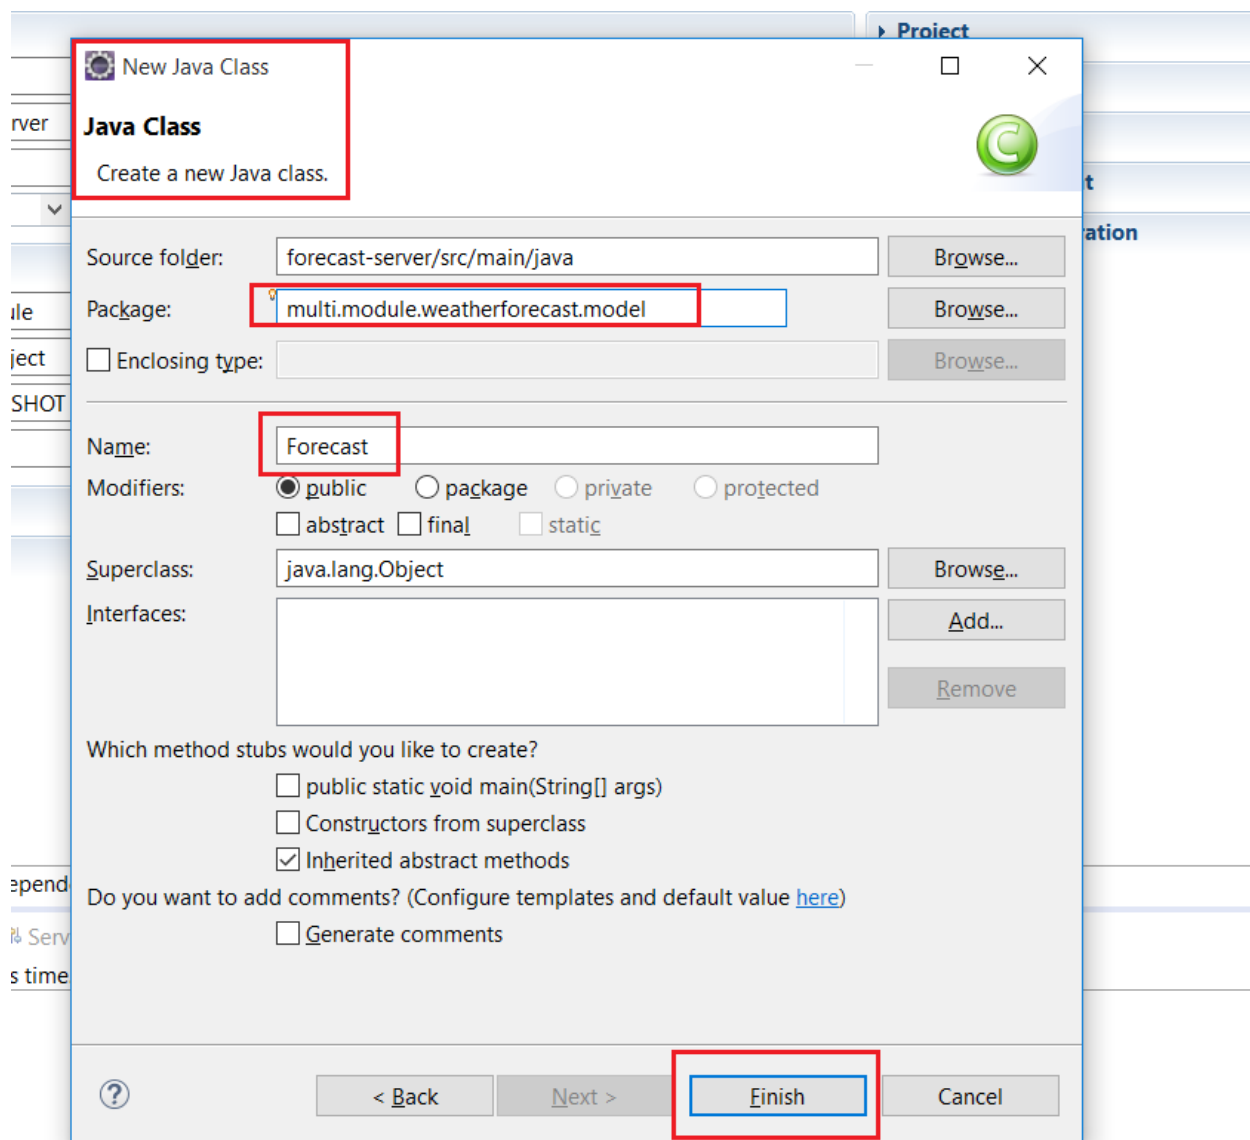 Project
New Java Class
Java Class
Create a new Java class.
rver
t
ration
Source folder: forecast-server/src/main/java Browse...
Package: multi.module.weatherforecast.model Browse...
ule
Enclosing type: Browse...
ject
SHOT
Name: Forecast
Modifiers: public package private protected
abstract final static
Superclass: java.lang.Object Browse...
Interfaces: Add...
Remove
Which method stubs would you like to create?
public static void main(String[] args)
Constructors from superclass
Inherited abstract methods
epend
Do you want to add comments? (Configure templates and default value here)
Serv
Generate comments
s time
? < Back Next > Finish Cancel